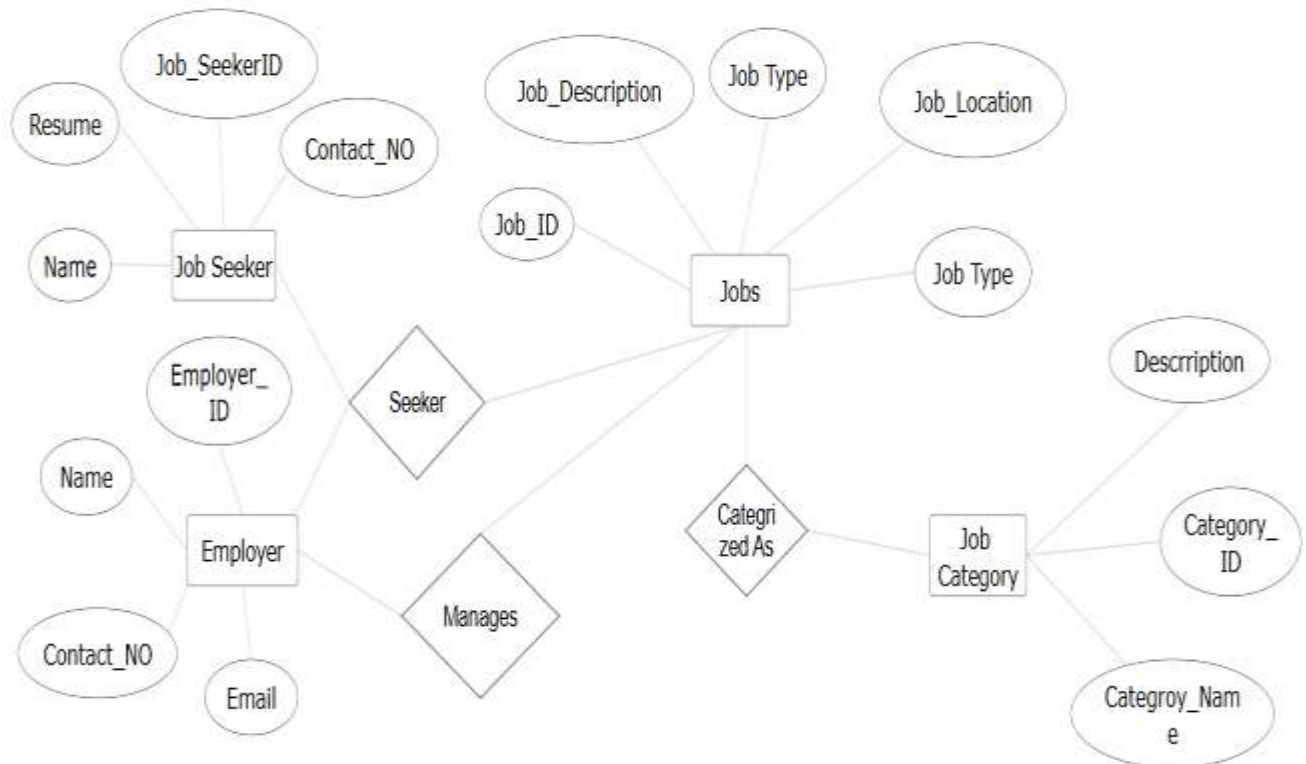 Job_SeekerID
Resume
Contact_NO
Name
Job Seeker
Job_Description
Job Type
Job_Location
Job_ID
Jobs
Job Type
Employer_
ID
Seeker
Descrription
Name
Employer
Categri
zed As
Job
Category
Category_
ID
Manages
Contact_NO
Email
Categroy_Nam
e